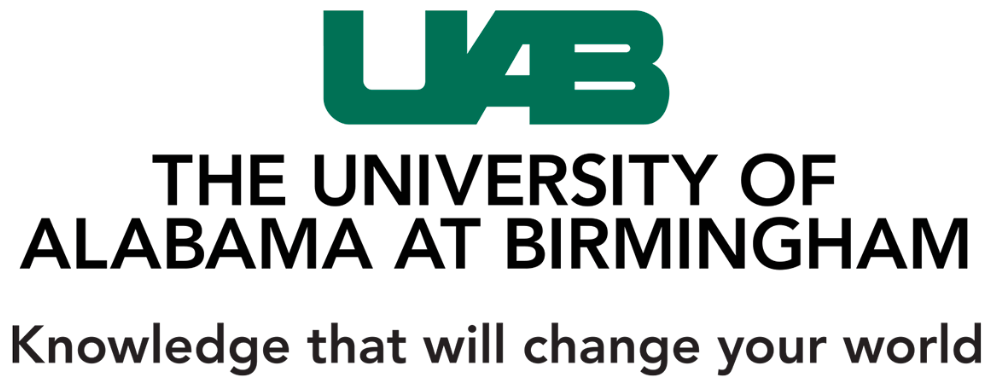 UAB
THE UNIVERSITY OF
ALABAMA AT BIRMINGHAM
Knowledge that will change your world